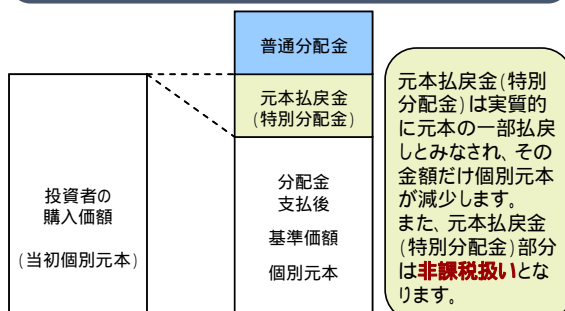 普通分配金
元本払戻金
(特別分配金)
投資者の
購入価額
(当初個別元本)
分配金
支払後
基準価額
個別元本
元本払戻金(特別
分配金)は実質的
に元本の一部払戻
しとみなされ、その
金額だけ個別元本
が減少します。
また、元本払戻金
(特別分配金)部分
は非課税扱いとな
ります。